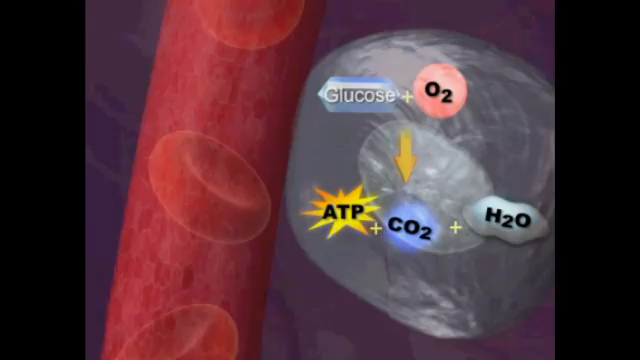 Glucose + O2
ATP + CO2 + H2O